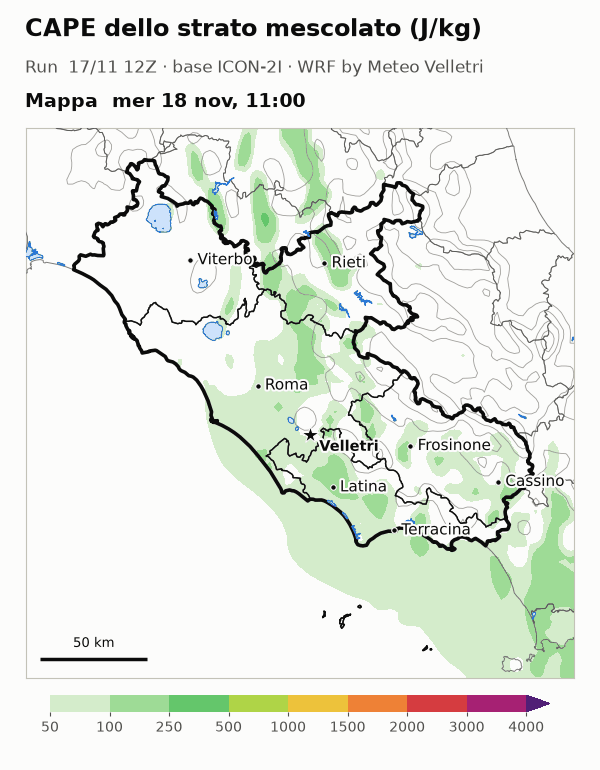 CAPE dello strato mescolato (J/kg)
Run 17/11 12Z · base ICON-2I · WRF by Meteo Velletri
Mappa mer 18 nov, 11:00
Viterbo
Rieti
Roma
Velletri
Frosinone
Latina
Cassino
Terracina
50 km
50 100 250 500 1000 1500 2000 3000 4000